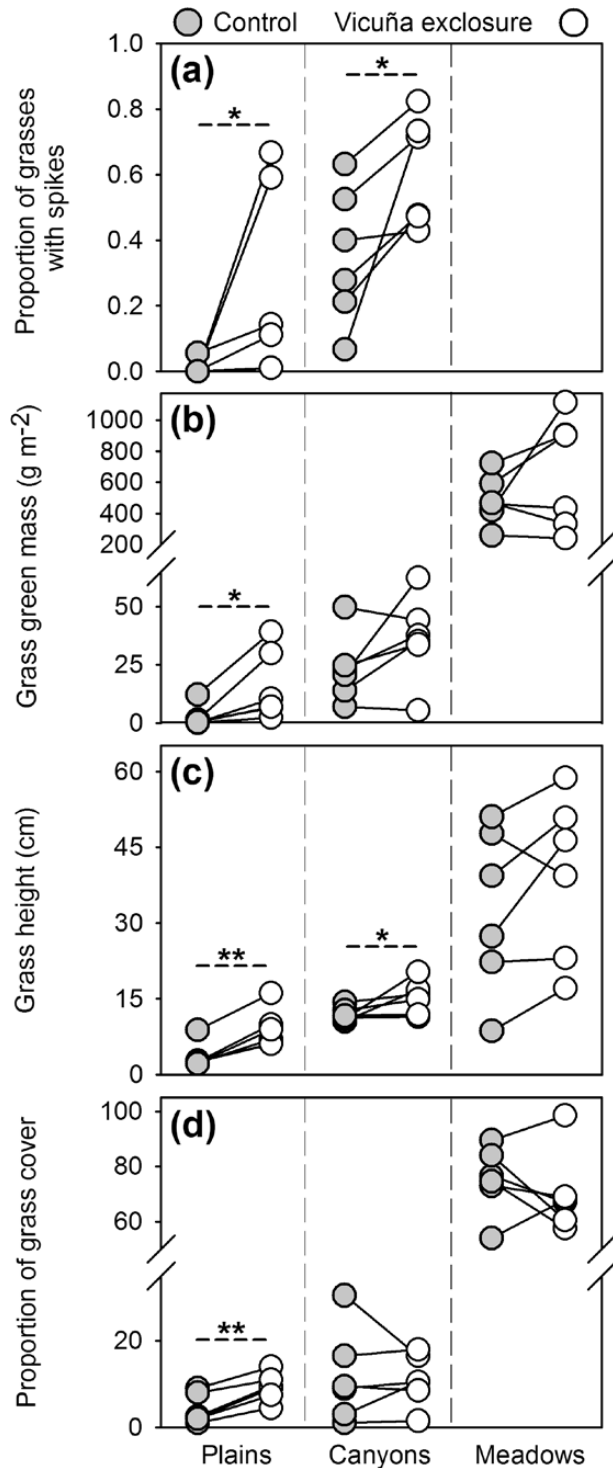 Control Vicuña exclosure
(a)
Proportion of grasses
with spikes
1.0
0.8
0.6
0.4
0.2
0.0
*
*
(b)
Grass green mass (g m-2)
1000
800
600
400
200
50
25
0
*
(c)
Grass height (cm)
60
45
30
15
0
**
*
(d)
Proportion of grass cover
100
80
60
20
0
**
Plains Canyons Meadows